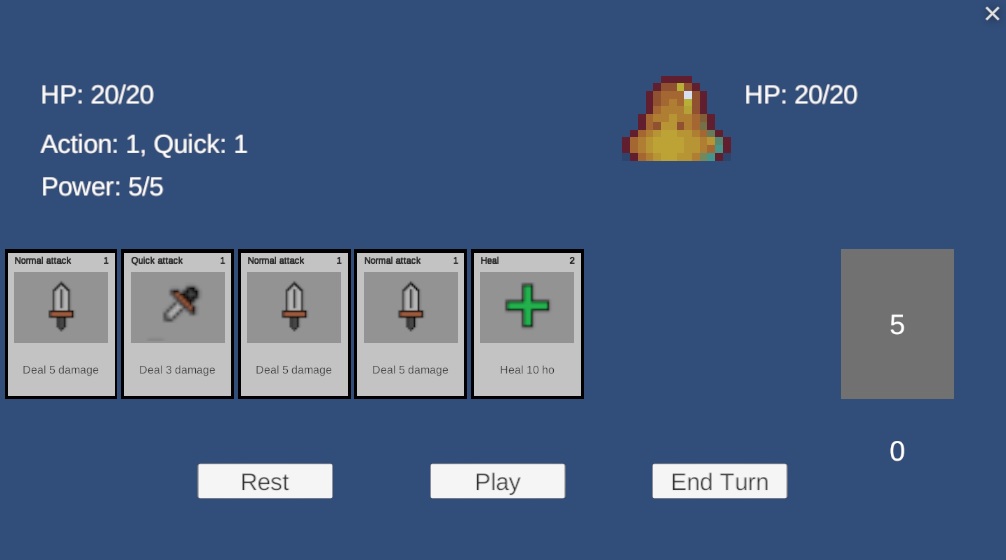 ×
HP: 20/20
HP: 20/20
Action: 1, Quick: 1
Power: 5/5
Normal attack 1
Deal 5 damage
Quick attack 1
Deal 3 damage
Normal attack 1
Deal 5 damage
Normal attack 1
Deal 5 damage
Heal 2
Heal 10 ho
5
0
Rest
Play
End Turn